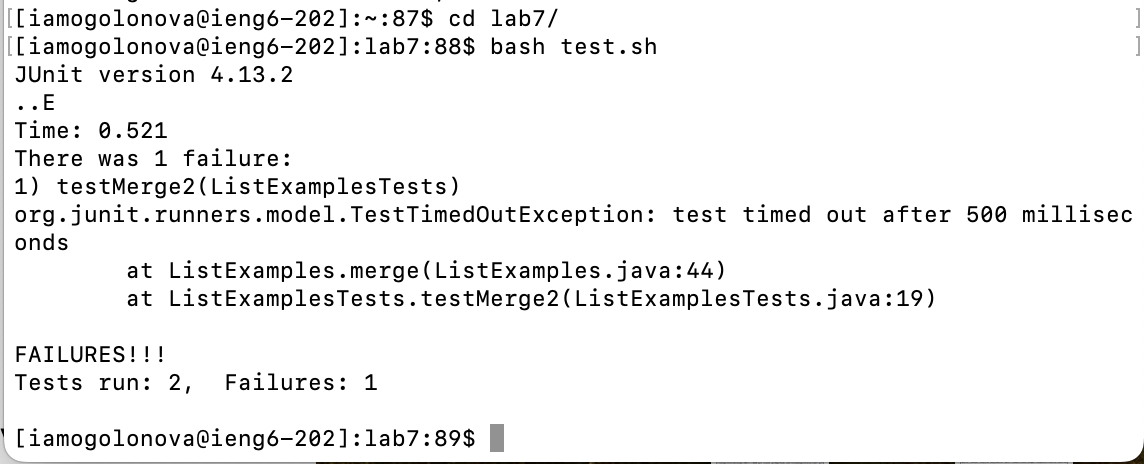 [[iamogolonova@ieng6-202]:~:87$ cd lab7/ ]
[[iamogolonova@ieng6-202]:lab7:88$ bash test.sh ]
JUnit version 4.13.2
..E
Time: 0.521
There was 1 failure:
1) testMerge2(ListExamplesTests)
org.junit.runners.model.TestTimedOutException: test timed out after 500 millisec
onds
        at ListExamples.merge(ListExamples.java:44)
        at ListExamplesTests.testMerge2(ListExamplesTests.java:19)

FAILURES!!!
Tests run: 2,  Failures: 1

[iamogolonova@ieng6-202]:lab7:89$